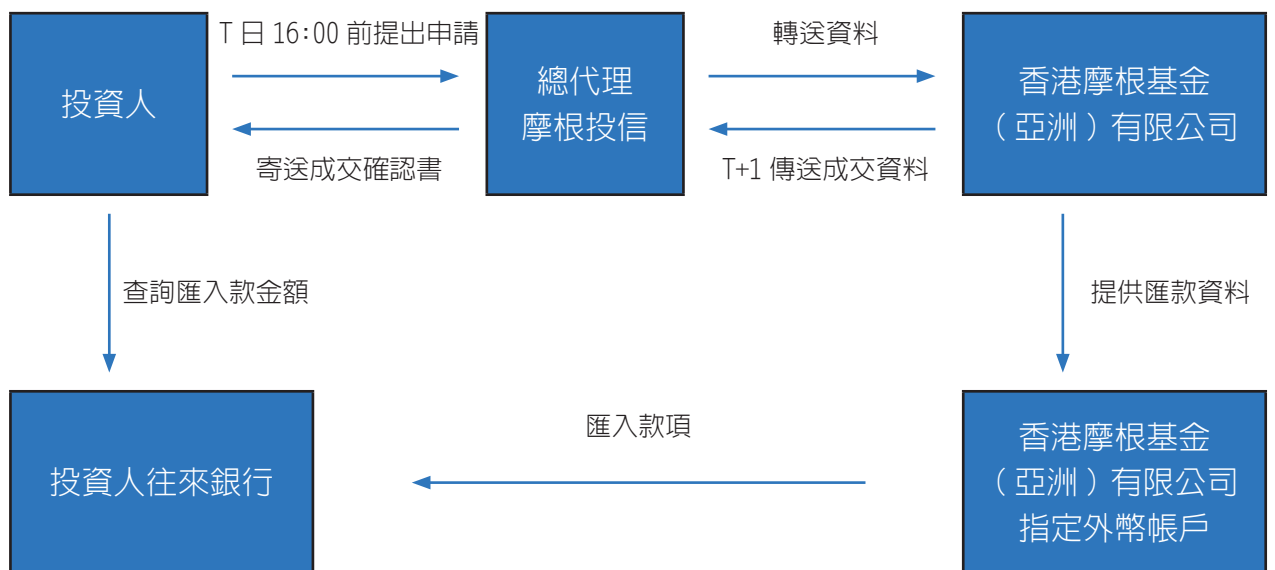 T 日 16:00 前提出申請
轉送資料
投資人
總代理
摩根投信
香港摩根基金
（亞洲）有限公司
寄送成交確認書
T+1 傳送成交資料
查詢匯入款金額
提供匯款資料
匯入款項
投資人往來銀行
香港摩根基金
（亞洲）有限公司
指定外幣帳戶